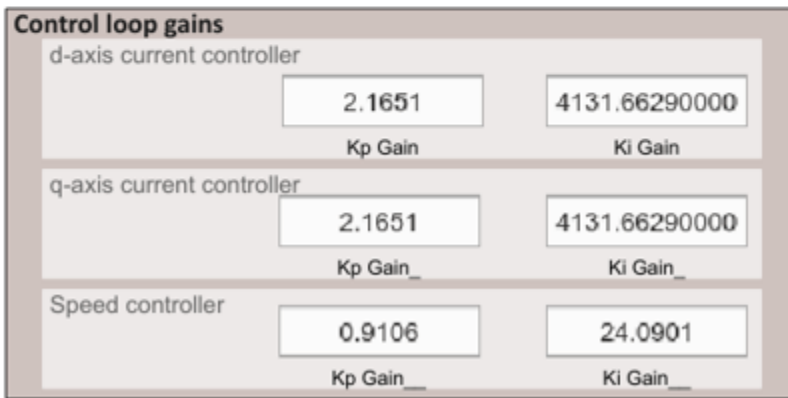 Control loop gains
d-axis current controller
2.1651 4131.66290000
Kp Gain Ki Gain
q-axis current controller
2.1651 4131.66290000
Kp Gain_ Ki Gain_
Speed controller
0.9106 24.0901
Kp Gain__ Ki Gain__